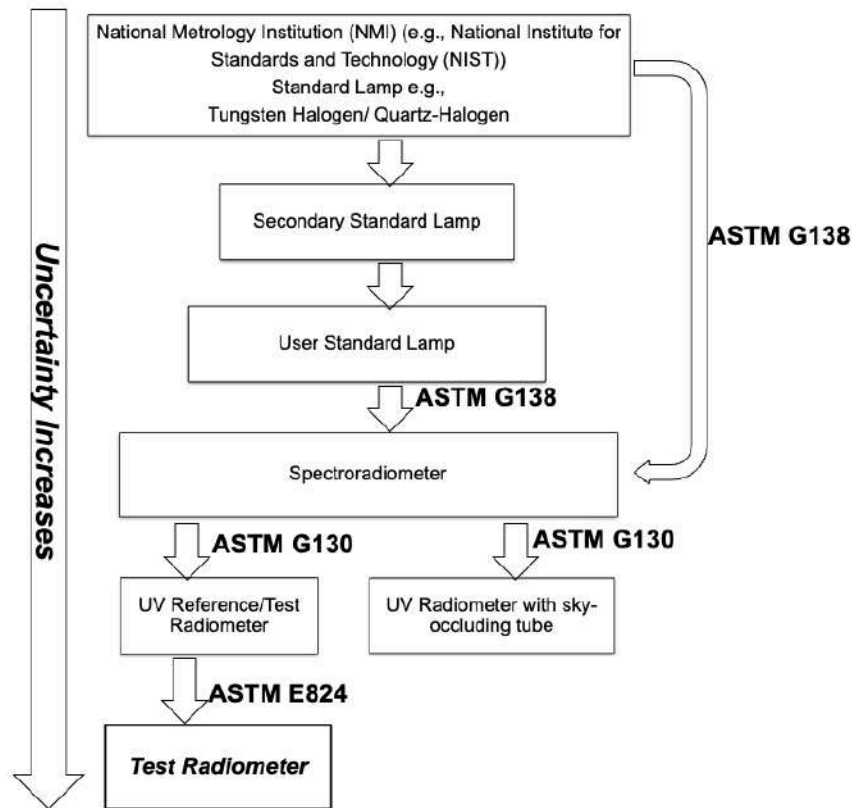 National Metrology Institution (NMI) (e.g., National Institute for
Standards and Technology (NIST))
Standard Lamp e.g.,
Tungsten Halogen/ Quartz-Halogen
Secondary Standard Lamp
ASTM G138
User Standard Lamp
ASTM G138
Spectroradiometer
ASTM G130
ASTM G130
UV Reference/Test
Radiometer
UV Radiometer with sky-
occluding tube
ASTM E824
Test Radiometer
Uncertainty Increases